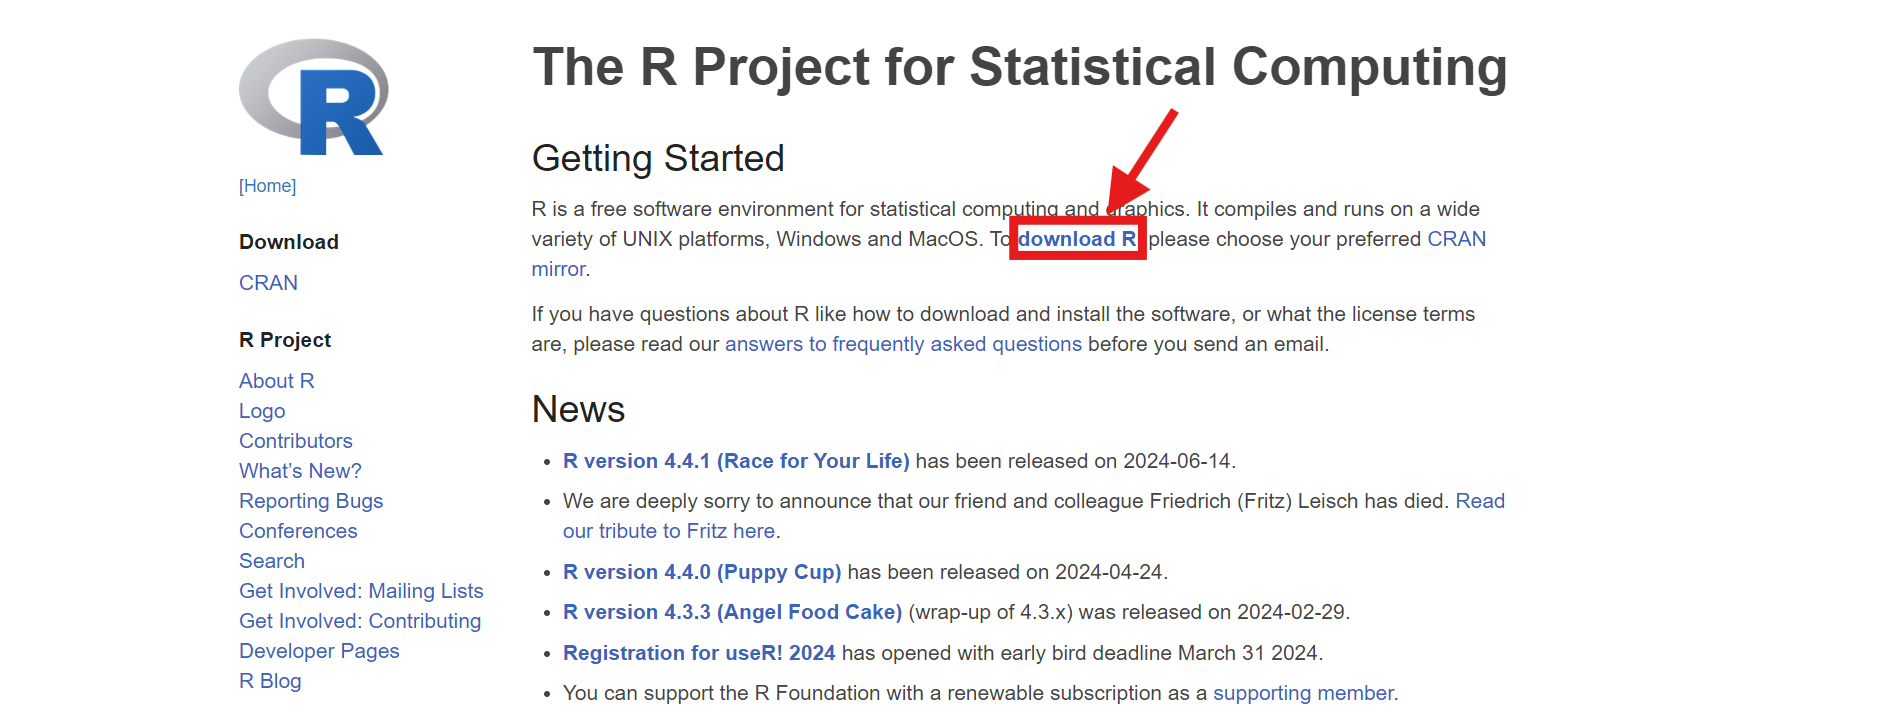 R
[Home]
Download
CRAN
R Project
About R
Logo
Contributors
What's New?
Reporting Bugs
Conferences
Search
Get Involved: Mailing Lists
Get Involved: Contributing
Developer Pages
R Blog
The R Project for Statistical Computing
Getting Started
R is a free software environment for statistical computing and graphics. It compiles and runs on a wide
variety of UNIX platforms, Windows and MacOS. To download R please choose your preferred CRAN
mirror.
If you have questions about R like how to download and install the software, or what the license terms
are, please read our answers to frequently asked questions before you send an email.
News
• R version 4.4.1 (Race for Your Life) has been released on 2024-06-14.
• We are deeply sorry to announce that our friend and colleague Friedrich (Fritz) Leisch has died. Read
our tribute to Fritz here.
• R version 4.4.0 (Puppy Cup) has been released on 2024-04-24.
• R version 4.3.3 (Angel Food Cake) (wrap-up of 4.3.x) was released on 2024-02-29.
• Registration for useR! 2024 has opened with early bird deadline March 31 2024.
• You can support the R Foundation with a renewable subscription as a supporting member.